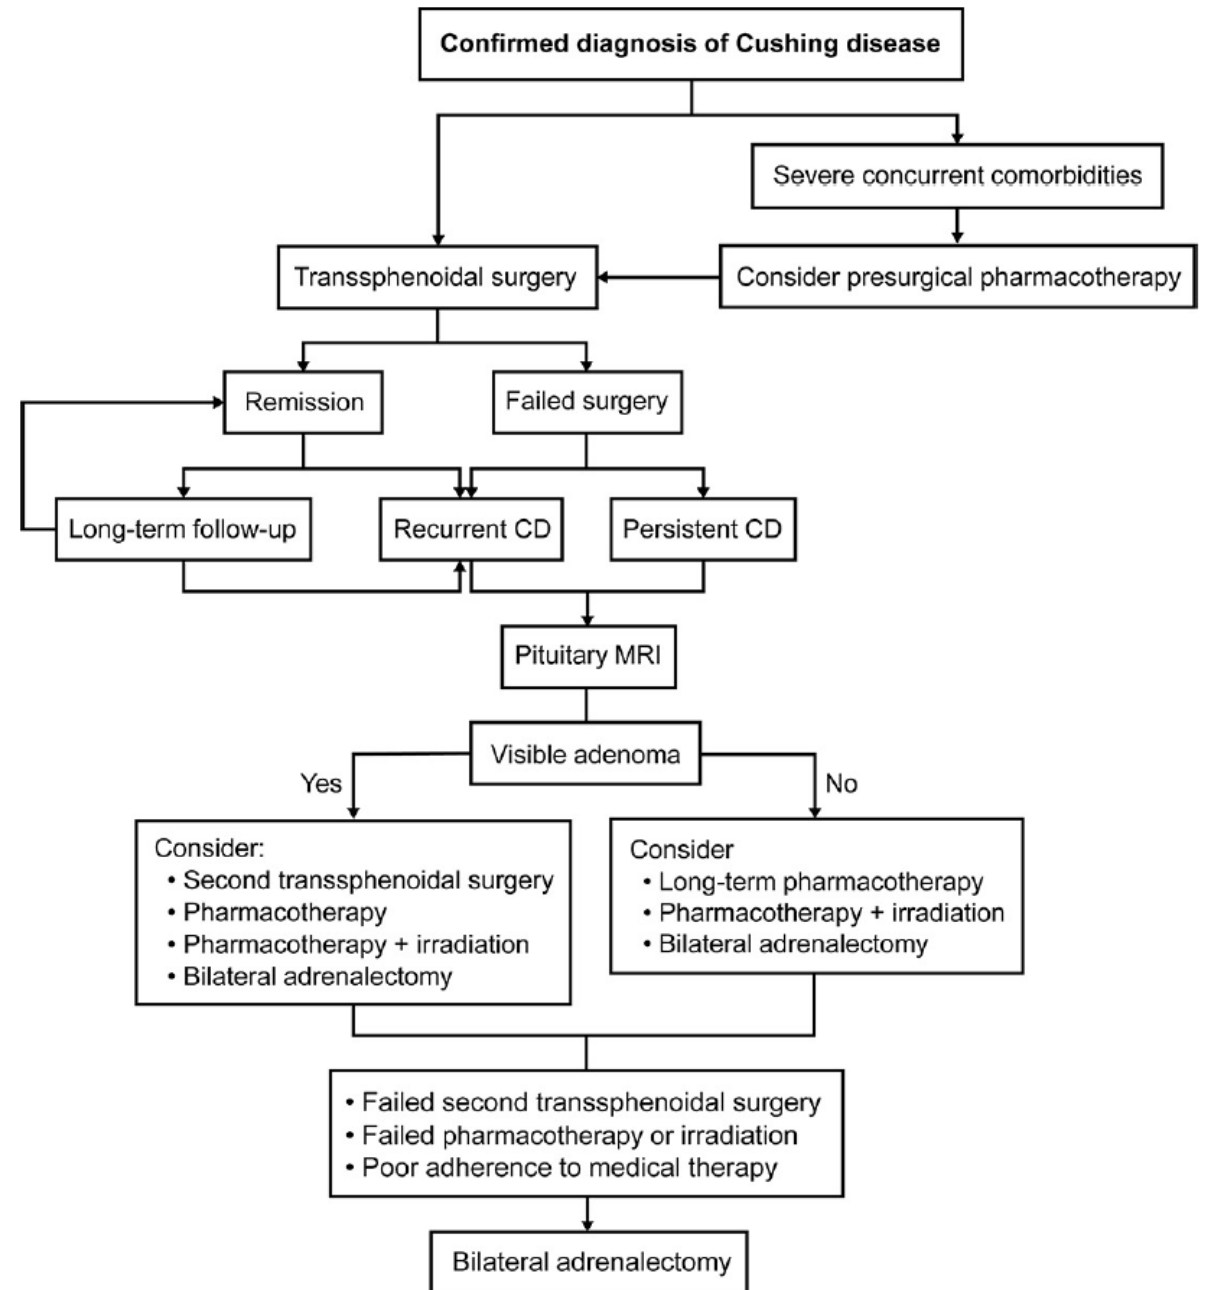 Confirmed diagnosis of Cushing disease
Severe concurrent comorbidities
Transsphenoidal surgery
Consider presurgical pharmacotherapy
Remission
Failed surgery
Long-term follow-up
Recurrent CD
Persistent CD
Pituitary MRI
Visible adenoma
Yes
No
Consider:
• Second transsphenoidal surgery
• Pharmacotherapy
• Pharmacotherapy + irradiation
• Bilateral adrenalectomy
Consider
• Long-term pharmacotherapy
• Pharmacotherapy + irradiation
• Bilateral adrenalectomy
• Failed second transsphenoidal surgery
• Failed pharmacotherapy or irradiation
• Poor adherence to medical therapy
Bilateral adrenalectomy